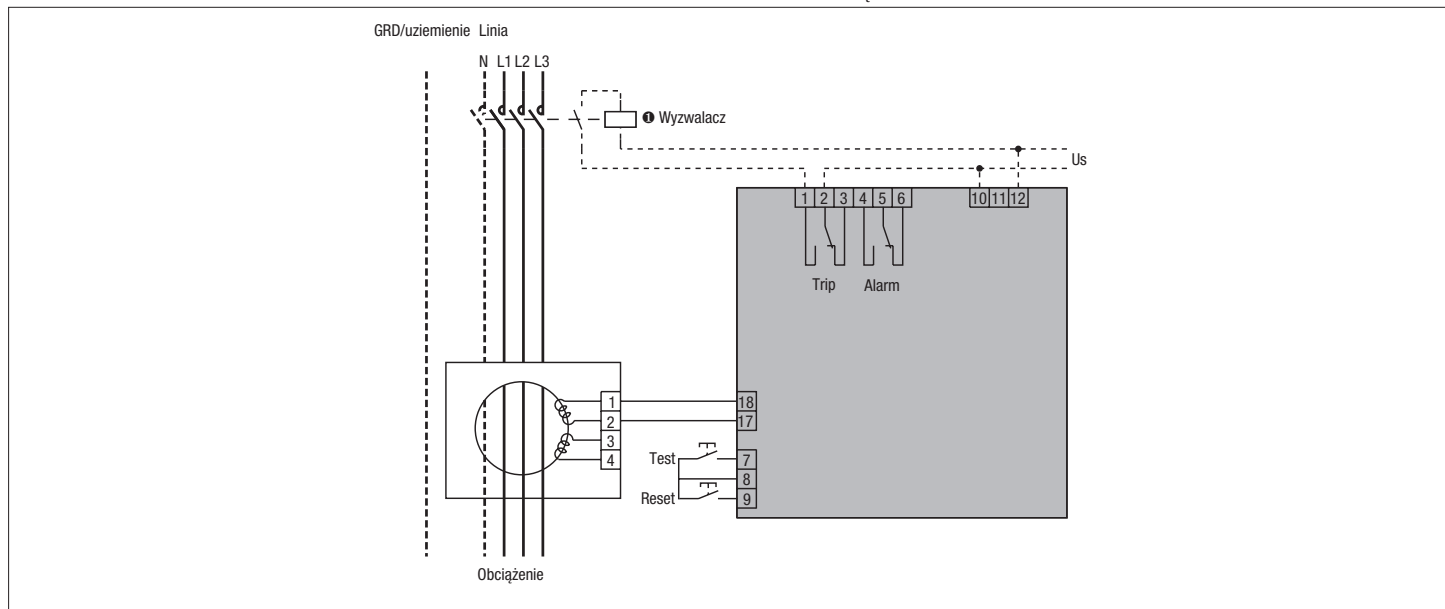 GRD/uziemienie Linia
N L1 L2 L3
❶ Wyzwalacz
Us
1 2 3 4 5 6 10 11 12
Trip Alarm
1 18
2 17
3
4
Test 7
8
Reset 9
Obciążenie